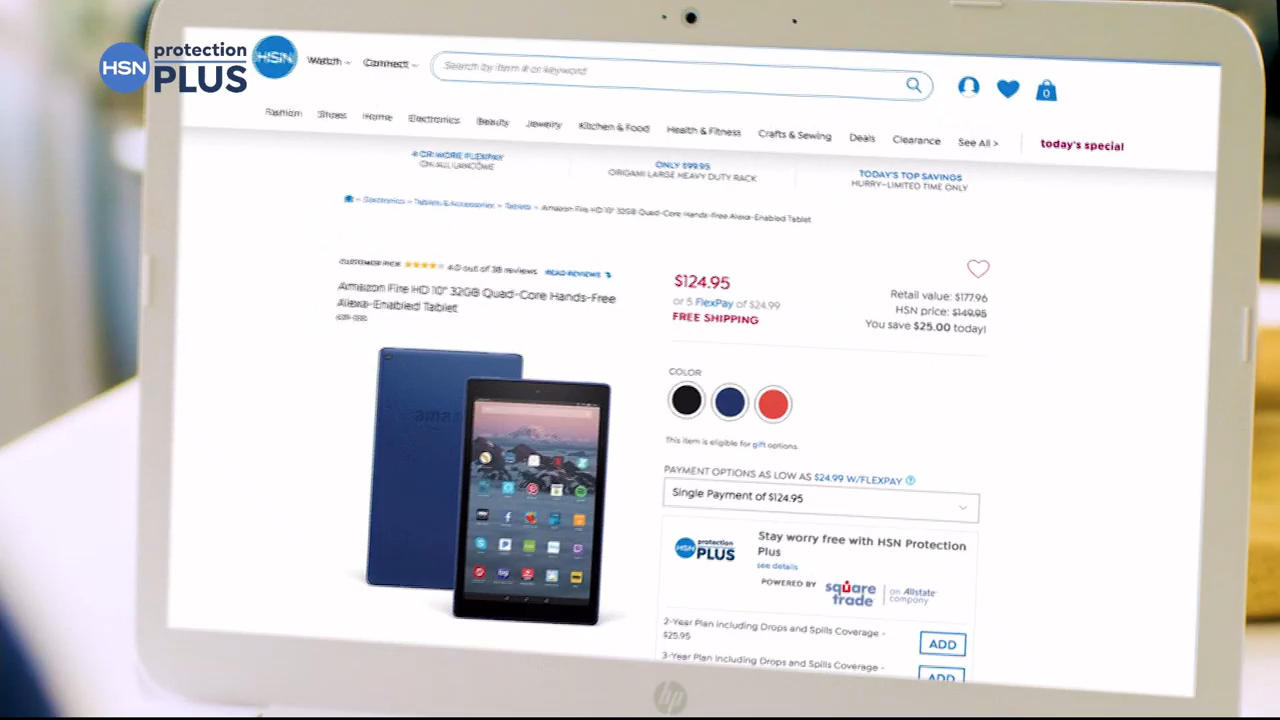 HSN protection PLUS
HSN Watch Connect Search by item # or keyword 0
Fashion Shoes Home Electronics Beauty Jewelry Kitchen & Food Health & Fitness Crafts & Sewing Deals Clearance See All > today's special
ONLY $99.95 TODAY'S TOP SAVINGS
ORIGAMI LARGE HEAVY DUTY RACK HURRY–LIMITED TIME ONLY
Electronics Tablets & Accessories Tablets Amazon Fire HD 10" 32GB Quad-Core Hands-Free Alexa-Enabled Tablet
CUSTOMER PICK 4.0 out of 38 reviews READ REVIEWS
Amazon Fire HD 10" 32GB Quad-Core Hands-Free
Alexa-Enabled Tablet
$124.95
or 5 FlexPay of $24.99
FREE SHIPPING
Retail value: $177.96
HSN price: $149.95
You save $25.00 today!
COLOR
This item is eligible for gift options.
PAYMENT OPTIONS AS LOW AS $24.99 W/FLEXPAY ?
Single Payment of $124.95
HSN protection PLUS
Stay worry free with HSN Protection
Plus
see details
POWERED BY square trade | an Allstate company
2-Year Plan Including Drops and Spills Coverage -
$25.95
ADD
3-Year Plan Including Drops and Spills Coverage -
ADD
amazon
hp